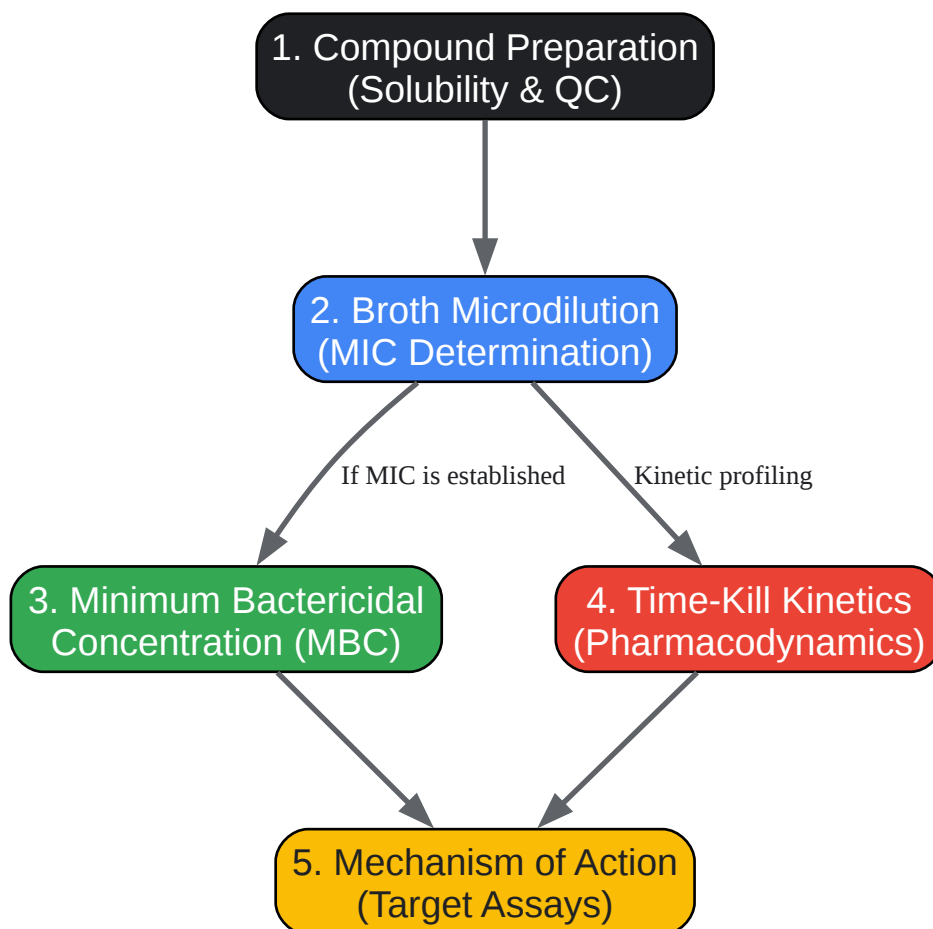 1. Compound Preparation
(Solubility & QC)
2. Broth Microdilution
(MIC Determination)
If MIC is established
Kinetic profiling
3. Minimum Bactericidal
Concentration (MBC)
4. Time-Kill Kinetics
(Pharmacodynamics)
5. Mechanism of Action
(Target Assays)